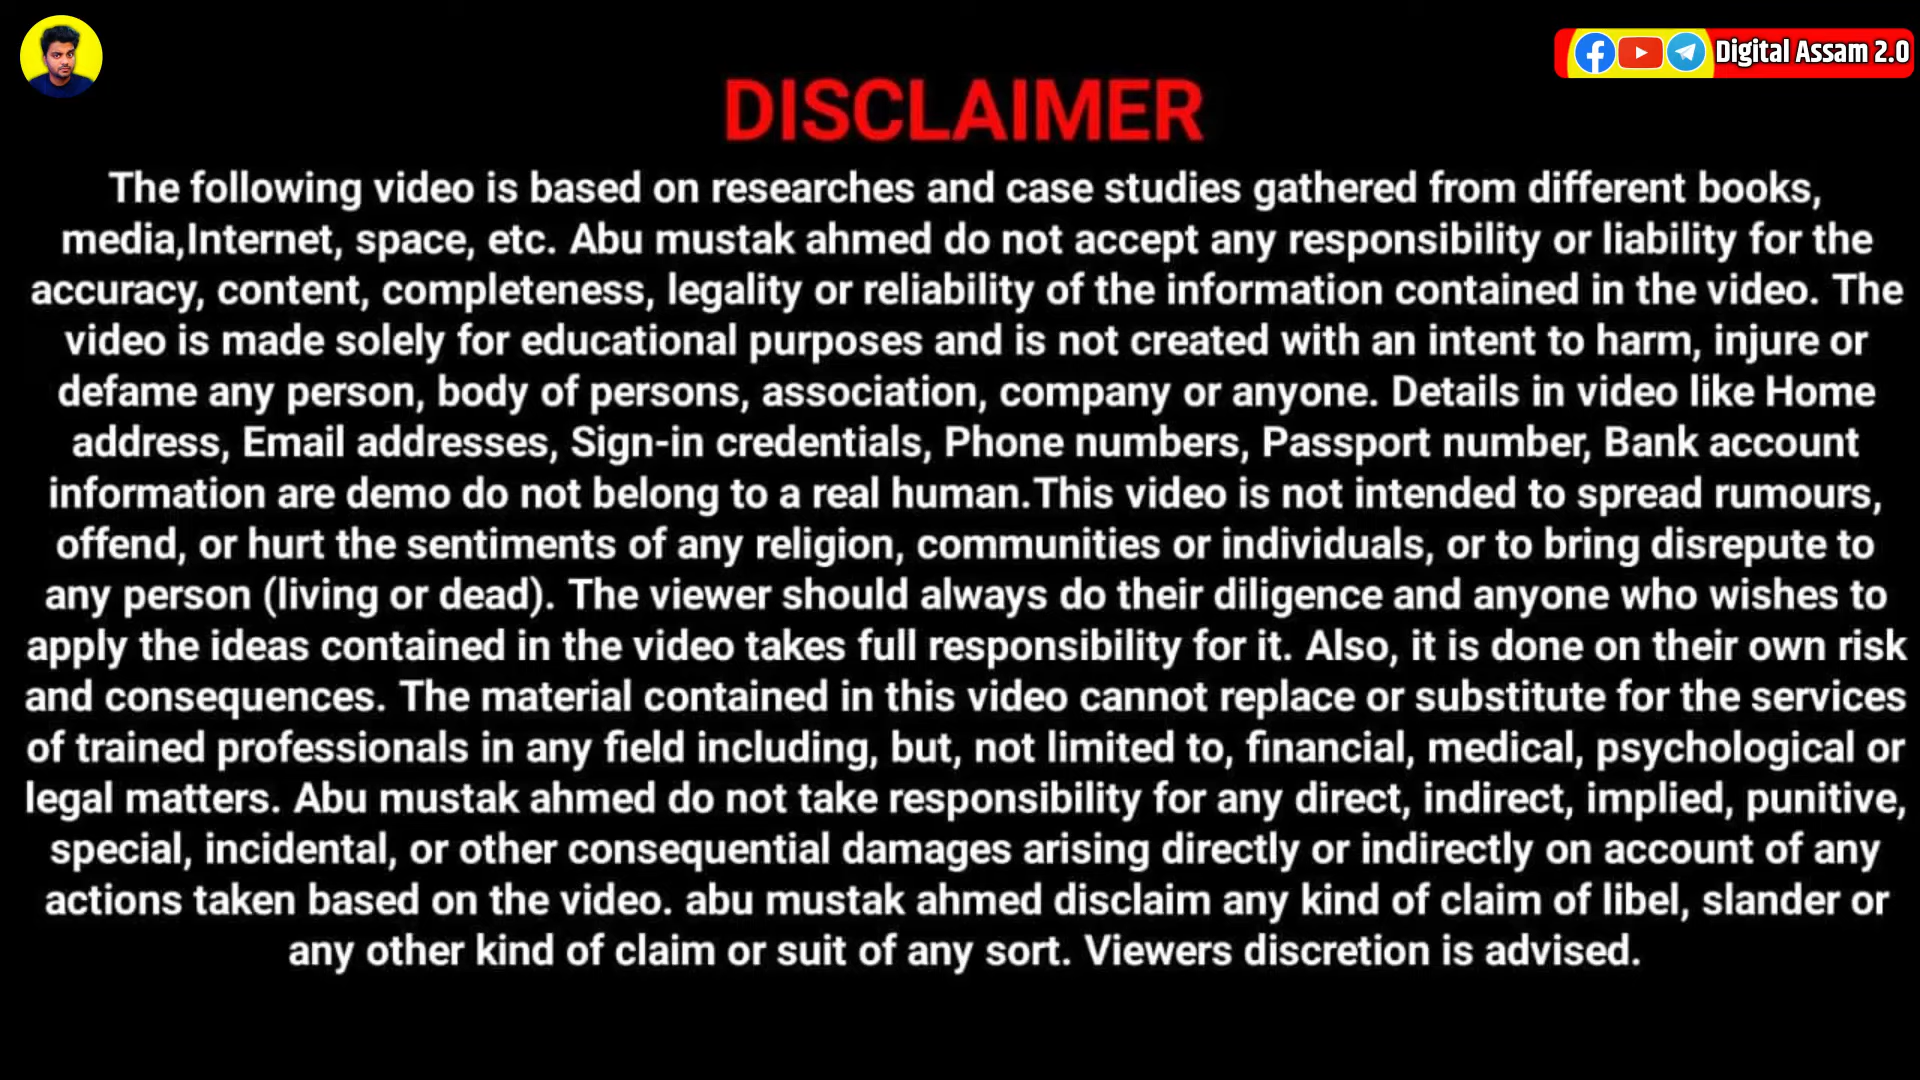 Digital Assam 2.0
DISCLAIMER
The following video is based on researches and case studies gathered from different books,
media,Internet, space, etc. Abu mustak ahmed do not accept any responsibility or liability for the
accuracy, content, completeness, legality or reliability of the information contained in the video. The
video is made solely for educational purposes and is not created with an intent to harm, injure or
defame any person, body of persons, association, company or anyone. Details in video like Home
address, Email addresses, Sign-in credentials, Phone numbers, Passport number, Bank account
information are demo do not belong to a real human.This video is not intended to spread rumours,
offend, or hurt the sentiments of any religion, communities or individuals, or to bring disrepute to
any person (living or dead). The viewer should always do their diligence and anyone who wishes to
apply the ideas contained in the video takes full responsibility for it. Also, it is done on their own risk
and consequences. The material contained in this video cannot replace or substitute for the services
of trained professionals in any field including, but, not limited to, financial, medical, psychological or
legal matters. Abu mustak ahmed do not take responsibility for any direct, indirect, implied, punitive,
special, incidental, or other consequential damages arising directly or indirectly on account of any
actions taken based on the video. abu mustak ahmed disclaim any kind of claim of libel, slander or
any other kind of claim or suit of any sort. Viewers discretion is advised.